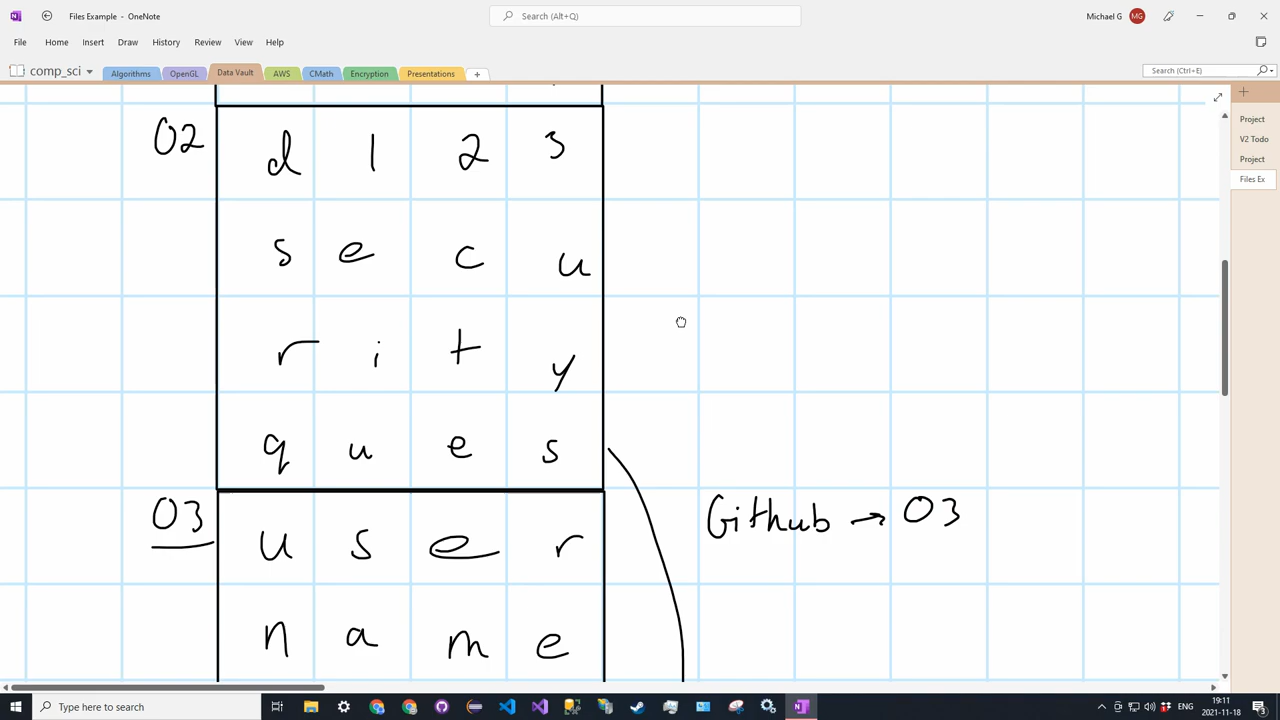 Files Example - OneNote
Search (Alt+Q)
Michael G
MG
File Home Insert Draw History Review View Help
comp_sci
Algorithms OpenGL Data Vault AWS CMath Encryption Presentations +
Search (Ctrl+E)
Project
V2 Todo
Project
Files Ex
02 d 1 2 3
s e c u
r i t y
q u e s
03 u s e r
Github → 03
n a m e
Type here to search
19:11
2021-11-18